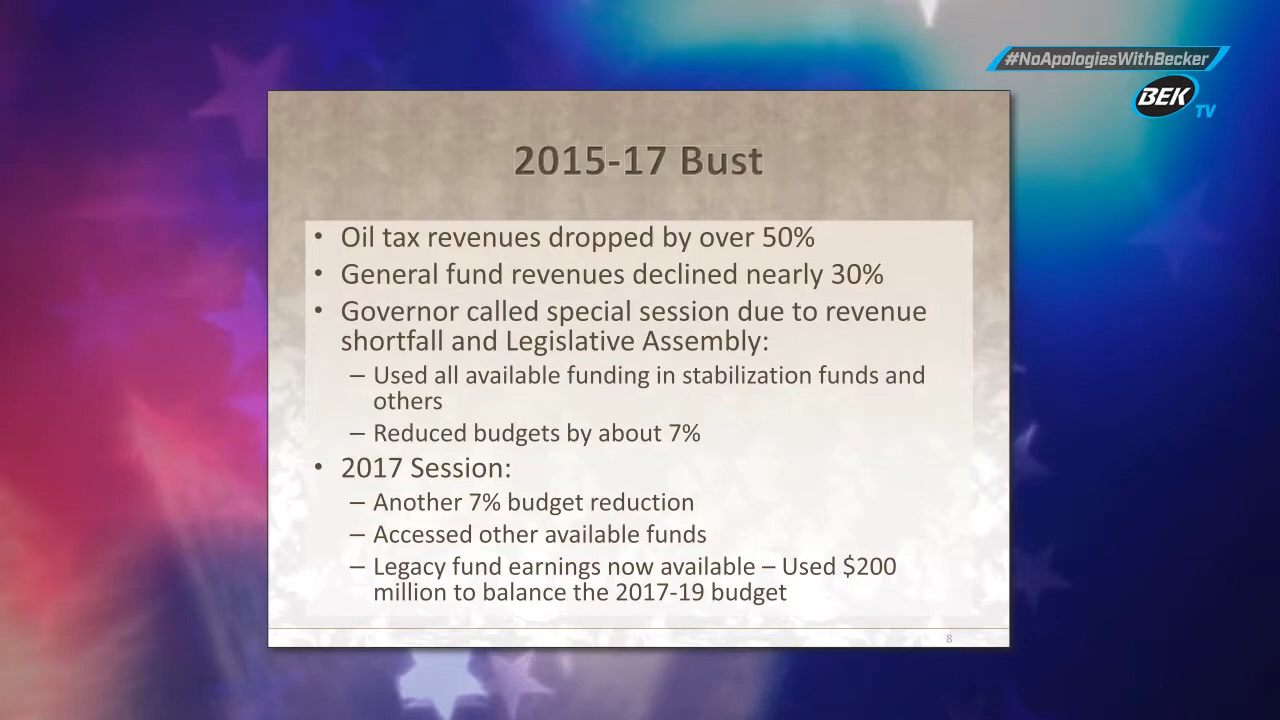 #NoApologiesWithBecker
BEK
TV
2015-17 Bust
• Oil tax revenues dropped by over 50%
• General fund revenues declined nearly 30%
• Governor called special session due to revenue
shortfall and Legislative Assembly:
– Used all available funding in stabilization funds and
others
– Reduced budgets by about 7%
• 2017 Session:
– Another 7% budget reduction
– Accessed other available funds
– Legacy fund earnings now available – Used $200
million to balance the 2017-19 budget
8